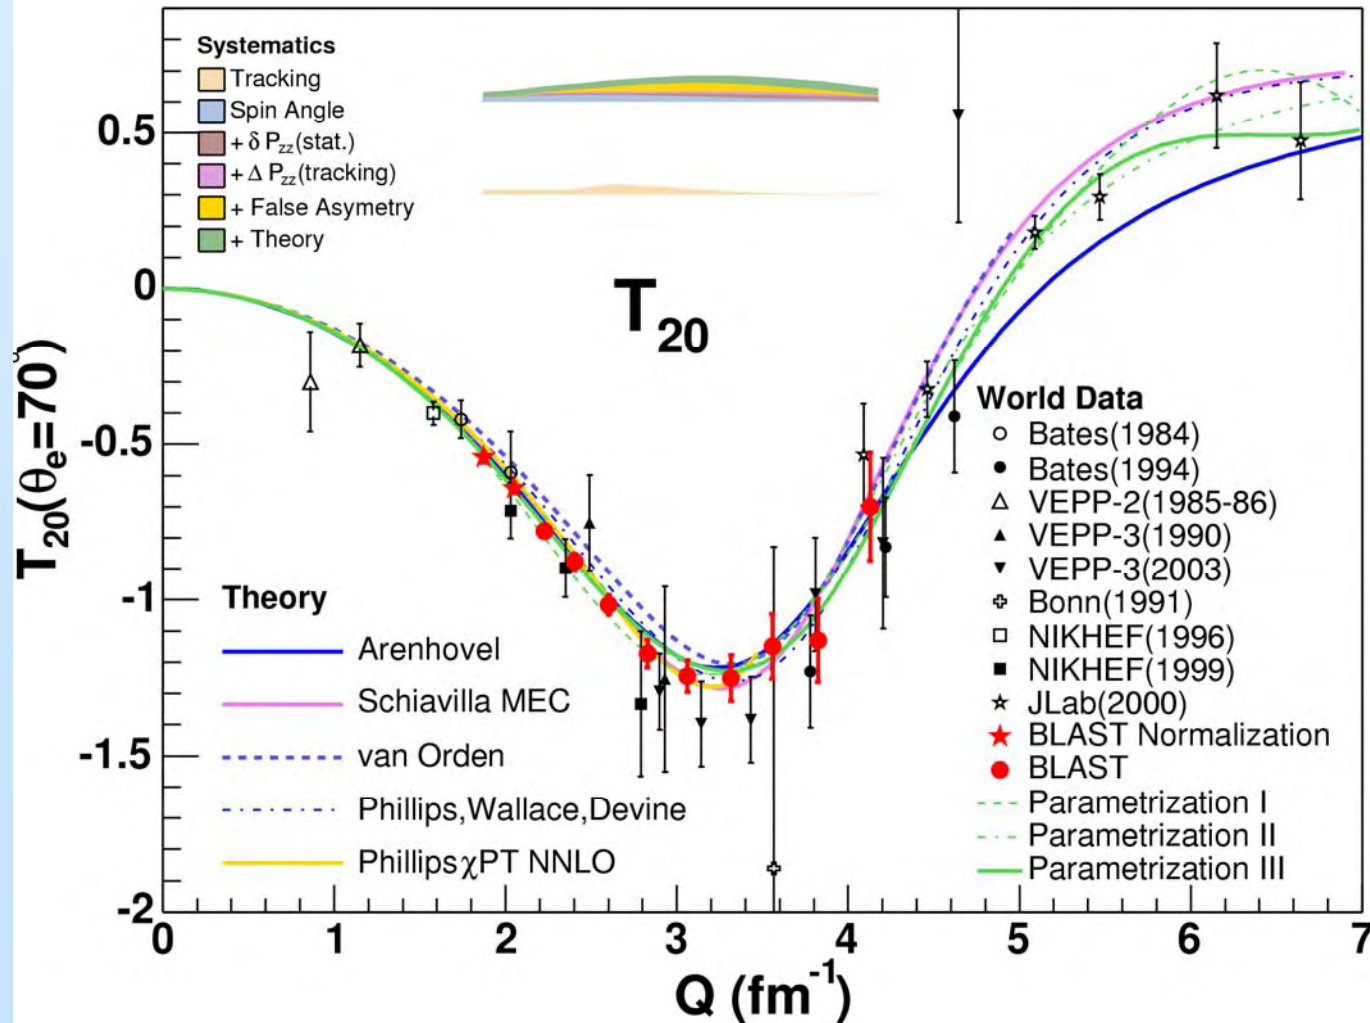 Systematics
Tracking
Spin Angle
+ δ P_zz(stat.)
+ Δ P_zz(tracking)
+ False Asymetry
+ Theory
T_20
T_20(θ_e=70°)
0.5
0
-0.5
-1
-1.5
-2
Theory
Arenhovel
Schiavilla MEC
van Orden
Phillips,Wallace,Devine
Phillips χPT NNLO
World Data
Bates(1984)
Bates(1994)
VEPP-2(1985-86)
VEPP-3(1990)
VEPP-3(2003)
Bonn(1991)
NIKHEF(1996)
NIKHEF(1999)
JLab(2000)
BLAST Normalization
BLAST
Parametrization I
Parametrization II
Parametrization III
0 1 2 3 4 5 6 7
Q (fm⁻¹)